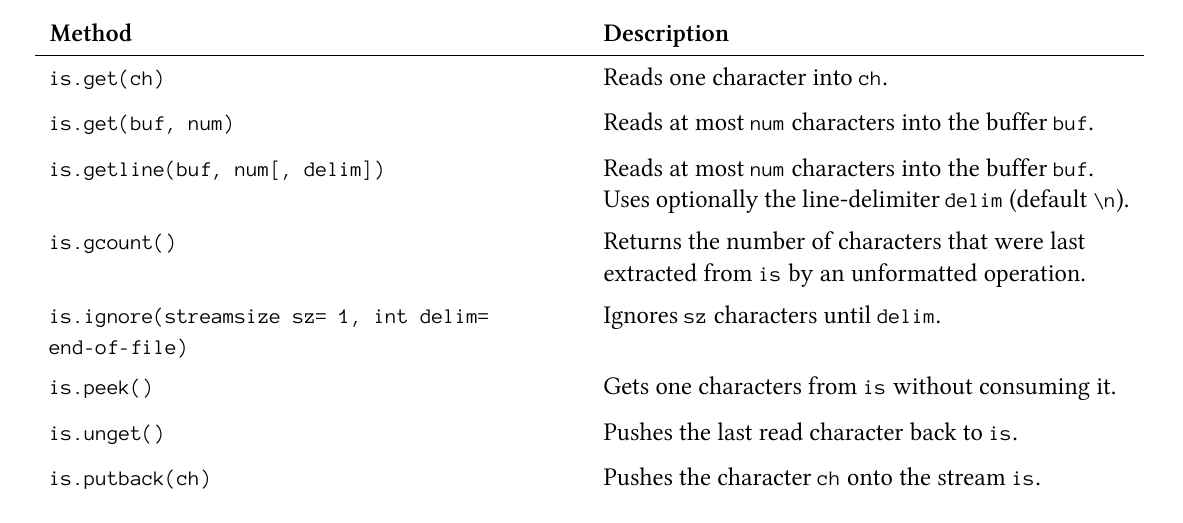 Method Description
is.get(ch) Reads one character into ch.
is.get(buf, num) Reads at most num characters into the buffer buf.
is.getline(buf, num[, delim]) Reads at most num characters into the buffer buf.
Uses optionally the line-delimiter delim (default \n).
is.gcount() Returns the number of characters that were last
extracted from is by an unformatted operation.
is.ignore(streamsize sz= 1, int delim= Ignores sz characters until delim.
end-of-file)
is.peek() Gets one characters from is without consuming it.
is.unget() Pushes the last read character back to is.
is.putback(ch) Pushes the character ch onto the stream is.